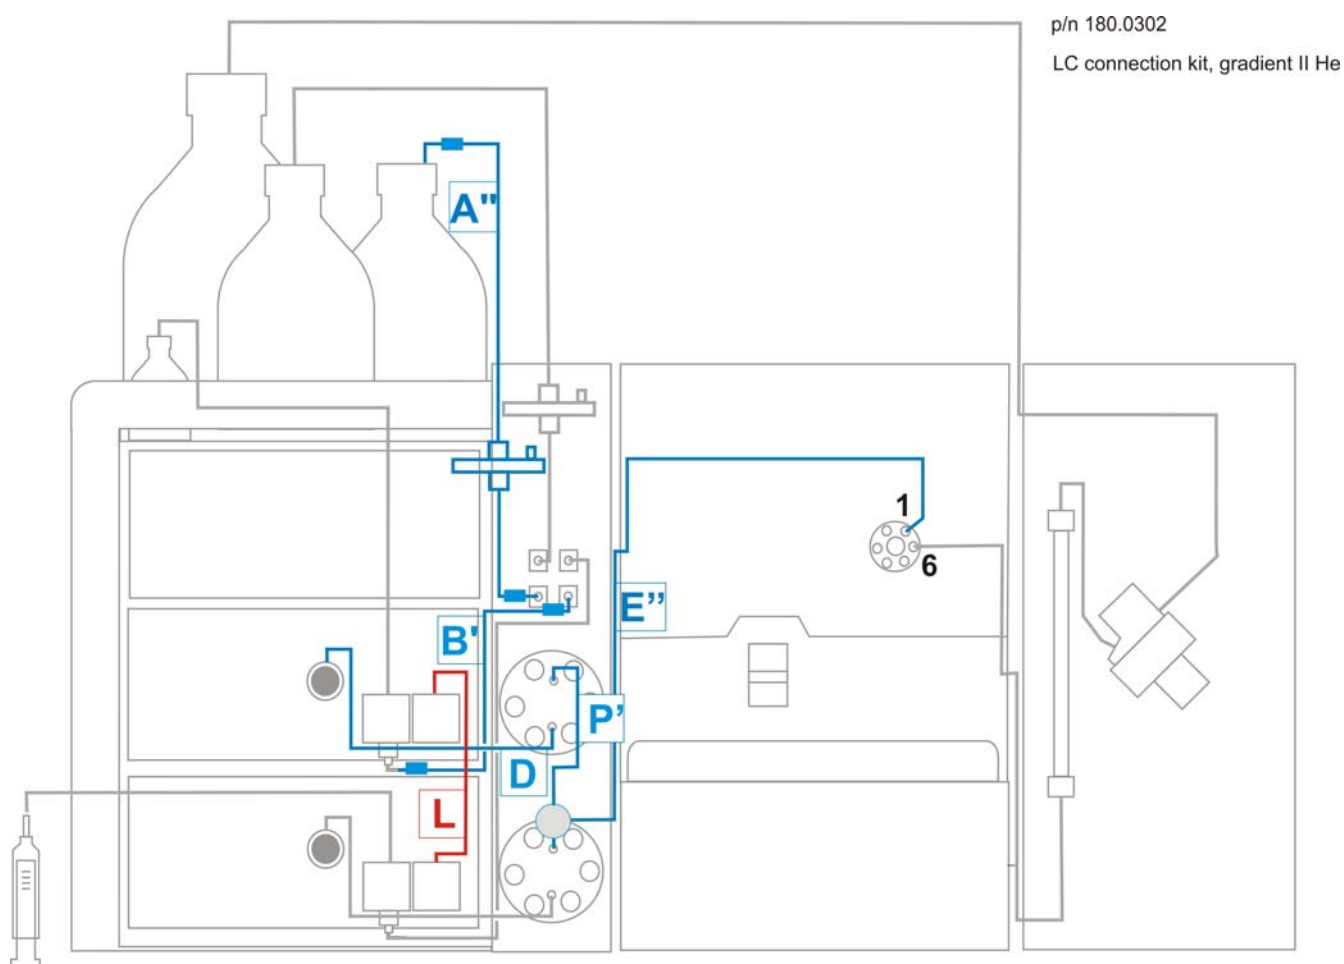 p/n 180.0302
LC connection kit, gradient II He
A"
1
6
E”
B'
P’
D
L